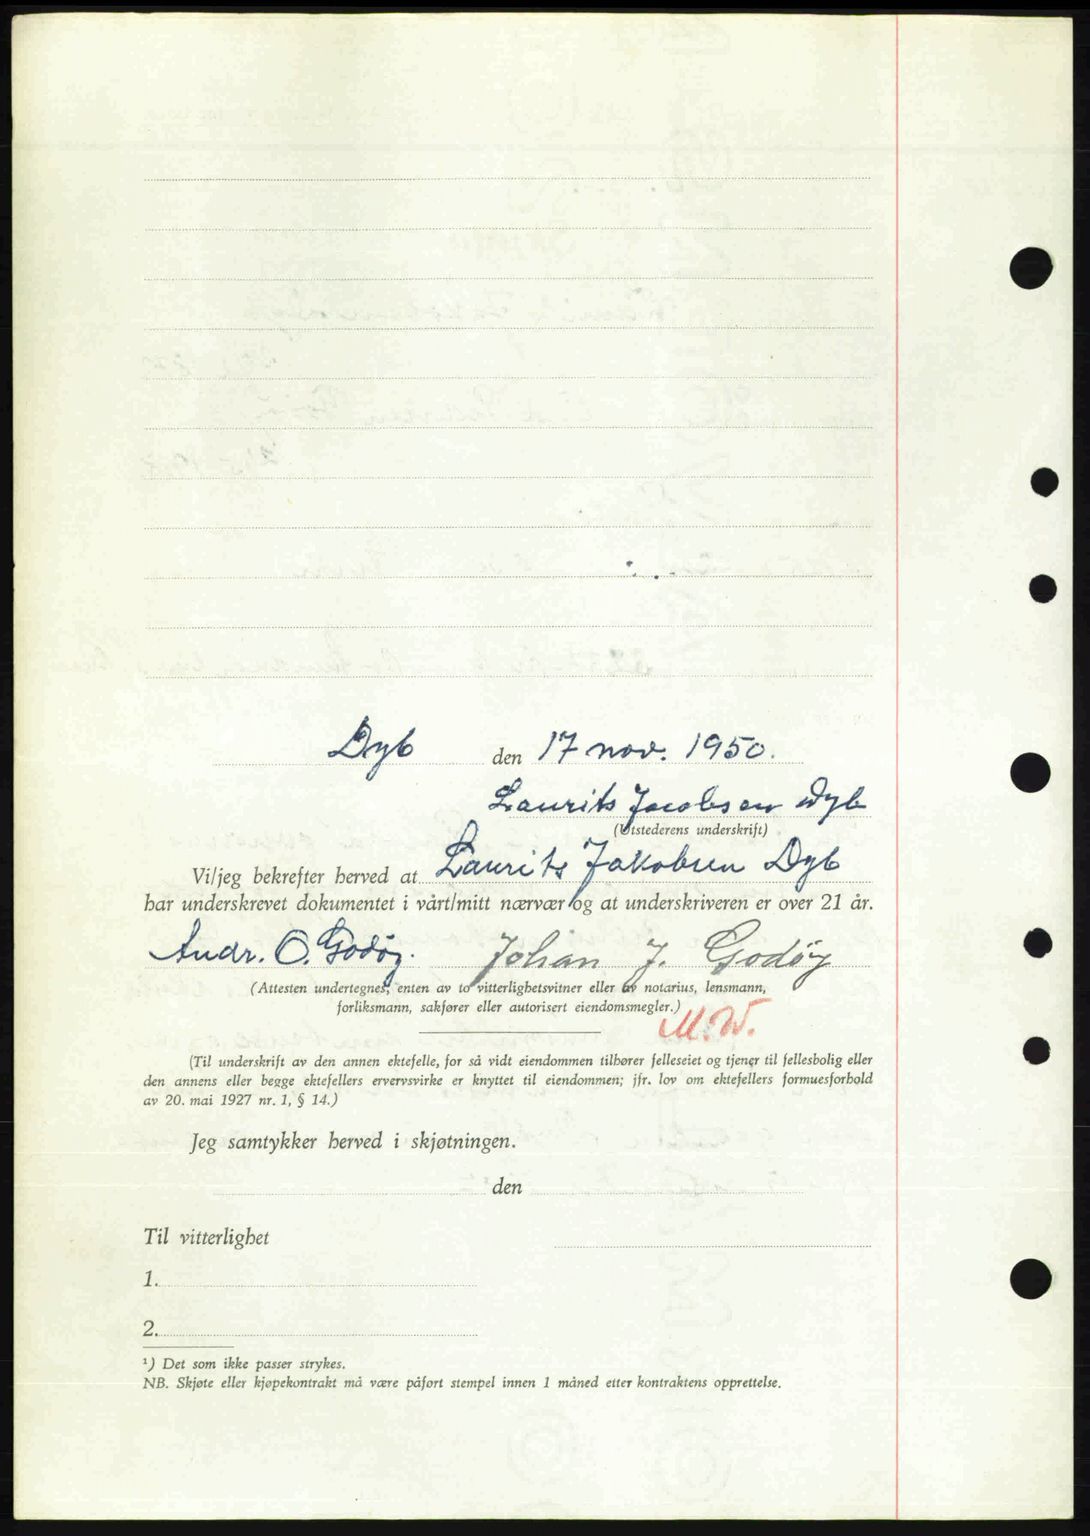 Dyb den 17 nov. 1950.
Laurits Jacobsen Dyb
(Utstederens underskrift)
Vi/jeg bekrefter herved at Laurits Jakobsen Dyb
har underskrevet dokumentet i vårt/mitt nærvær og at underskriveren er over 21 år.
Andr. O. Godøy. Johan J. Godøy
(Attesten undertegnes, enten av to vitterlighetsvitner eller av notarius, lensmann,
forliksmann, sakfører eller autorisert eiendomsmegler.)
M.W.
(Til underskrift av den annen ektefelle, for så vidt eiendommen tilhører felleseiet og tjener til fellesbolig eller
den annens eller begge ektefellers ervervsvirke er knyttet til eiendommen; jfr. lov om ektefellers formuesforhold
av 20. mai 1927 nr. 1, § 14.)
Jeg samtykker herved i skjøtningen.
den
Til vitterlighet
1.
2.
¹) Det som ikke passer strykes.
NB. Skjøte eller kjøpekontrakt må være påført stempel innen 1 måned etter kontraktens opprettelse.